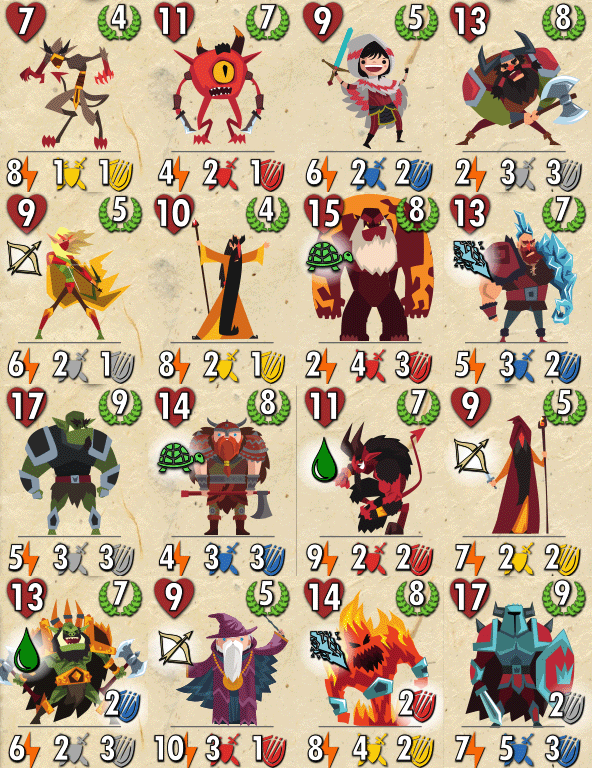 7 4 11 7 9 5 13 8
8 1 1 4 2 1 6 2 2 2 3 3
9 5 10 4 15 8 13 7
6 2 1 8 2 1 2 4 3 5 3 2
17 9 14 8 11 7 9 5
5 3 3 4 3 3 9 2 2 7 2 2
13 7 9 5 14 8 17 9
2 2 2
6 2 3 10 3 1 8 4 2 7 5 3